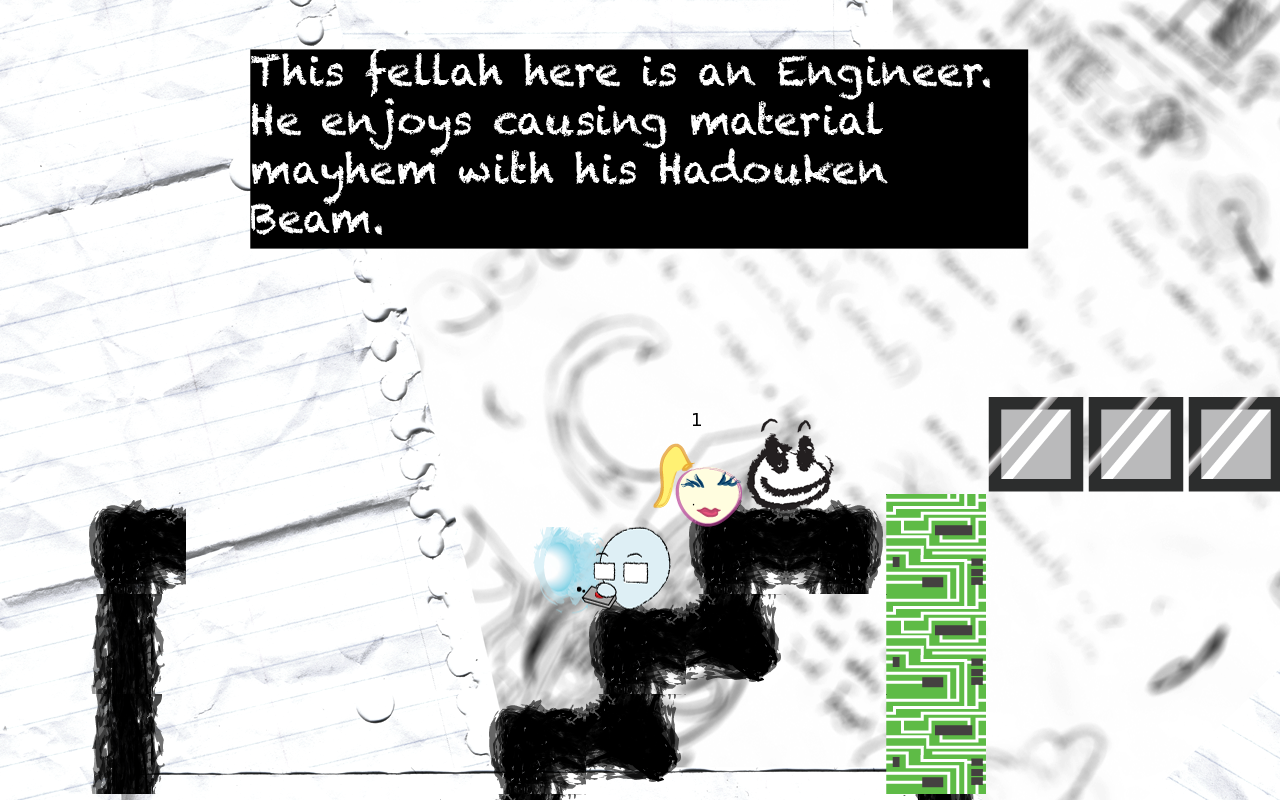 This fellah here is an Engineer.
He enjoys causing material
mayhem with his Hadouken
Beam.
1